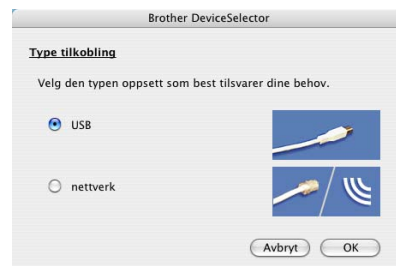 Brother DeviceSelector
Type tilkobling
Velg den typen oppsett som best tilsvarer dine behov.
USB
nettverk
Avbryt OK